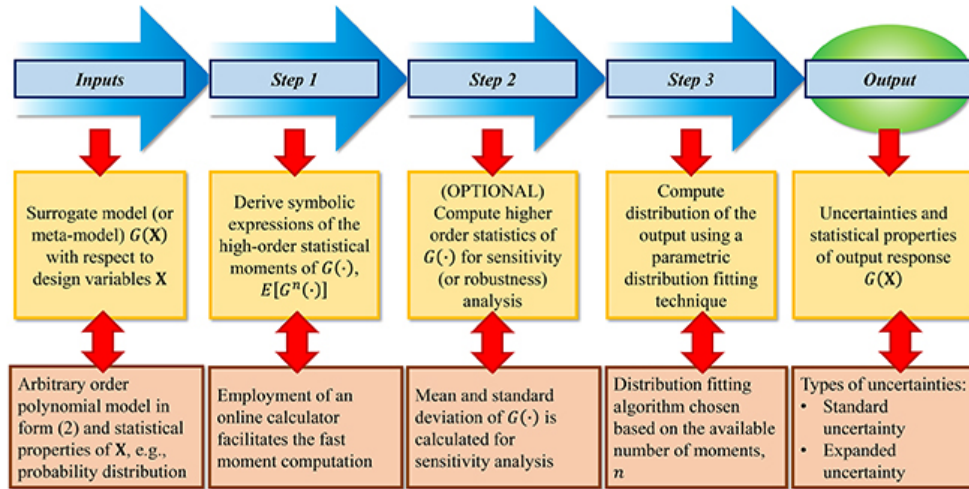 Inputs
Step 1
Step 2
Step 3
Output
Surrogate model (or
meta-model) G(X)
with respect to
design variables X
Derive symbolic
expressions of the
high-order statistical
moments of G(·),
E[Gⁿ(·)]
(OPTIONAL)
Compute higher
order statistics of
G(·) for sensitivity
(or robustness)
analysis
Compute
distribution of the
output using a
parametric
distribution fitting
technique
Uncertainties and
statistical properties
of output response
G(X)
Arbitrary order
polynomial model in
form (2) and statistical
properties of X, e.g.,
probability distribution
Employment of an
online calculator
facilitates the fast
moment computation
Mean and standard
deviation of G(·) is
calculated for
sensitivity analysis
Distribution fitting
algorithm chosen
based on the available
number of moments,
n
Types of uncertainties:
• Standard
uncertainty
• Expanded
uncertainty